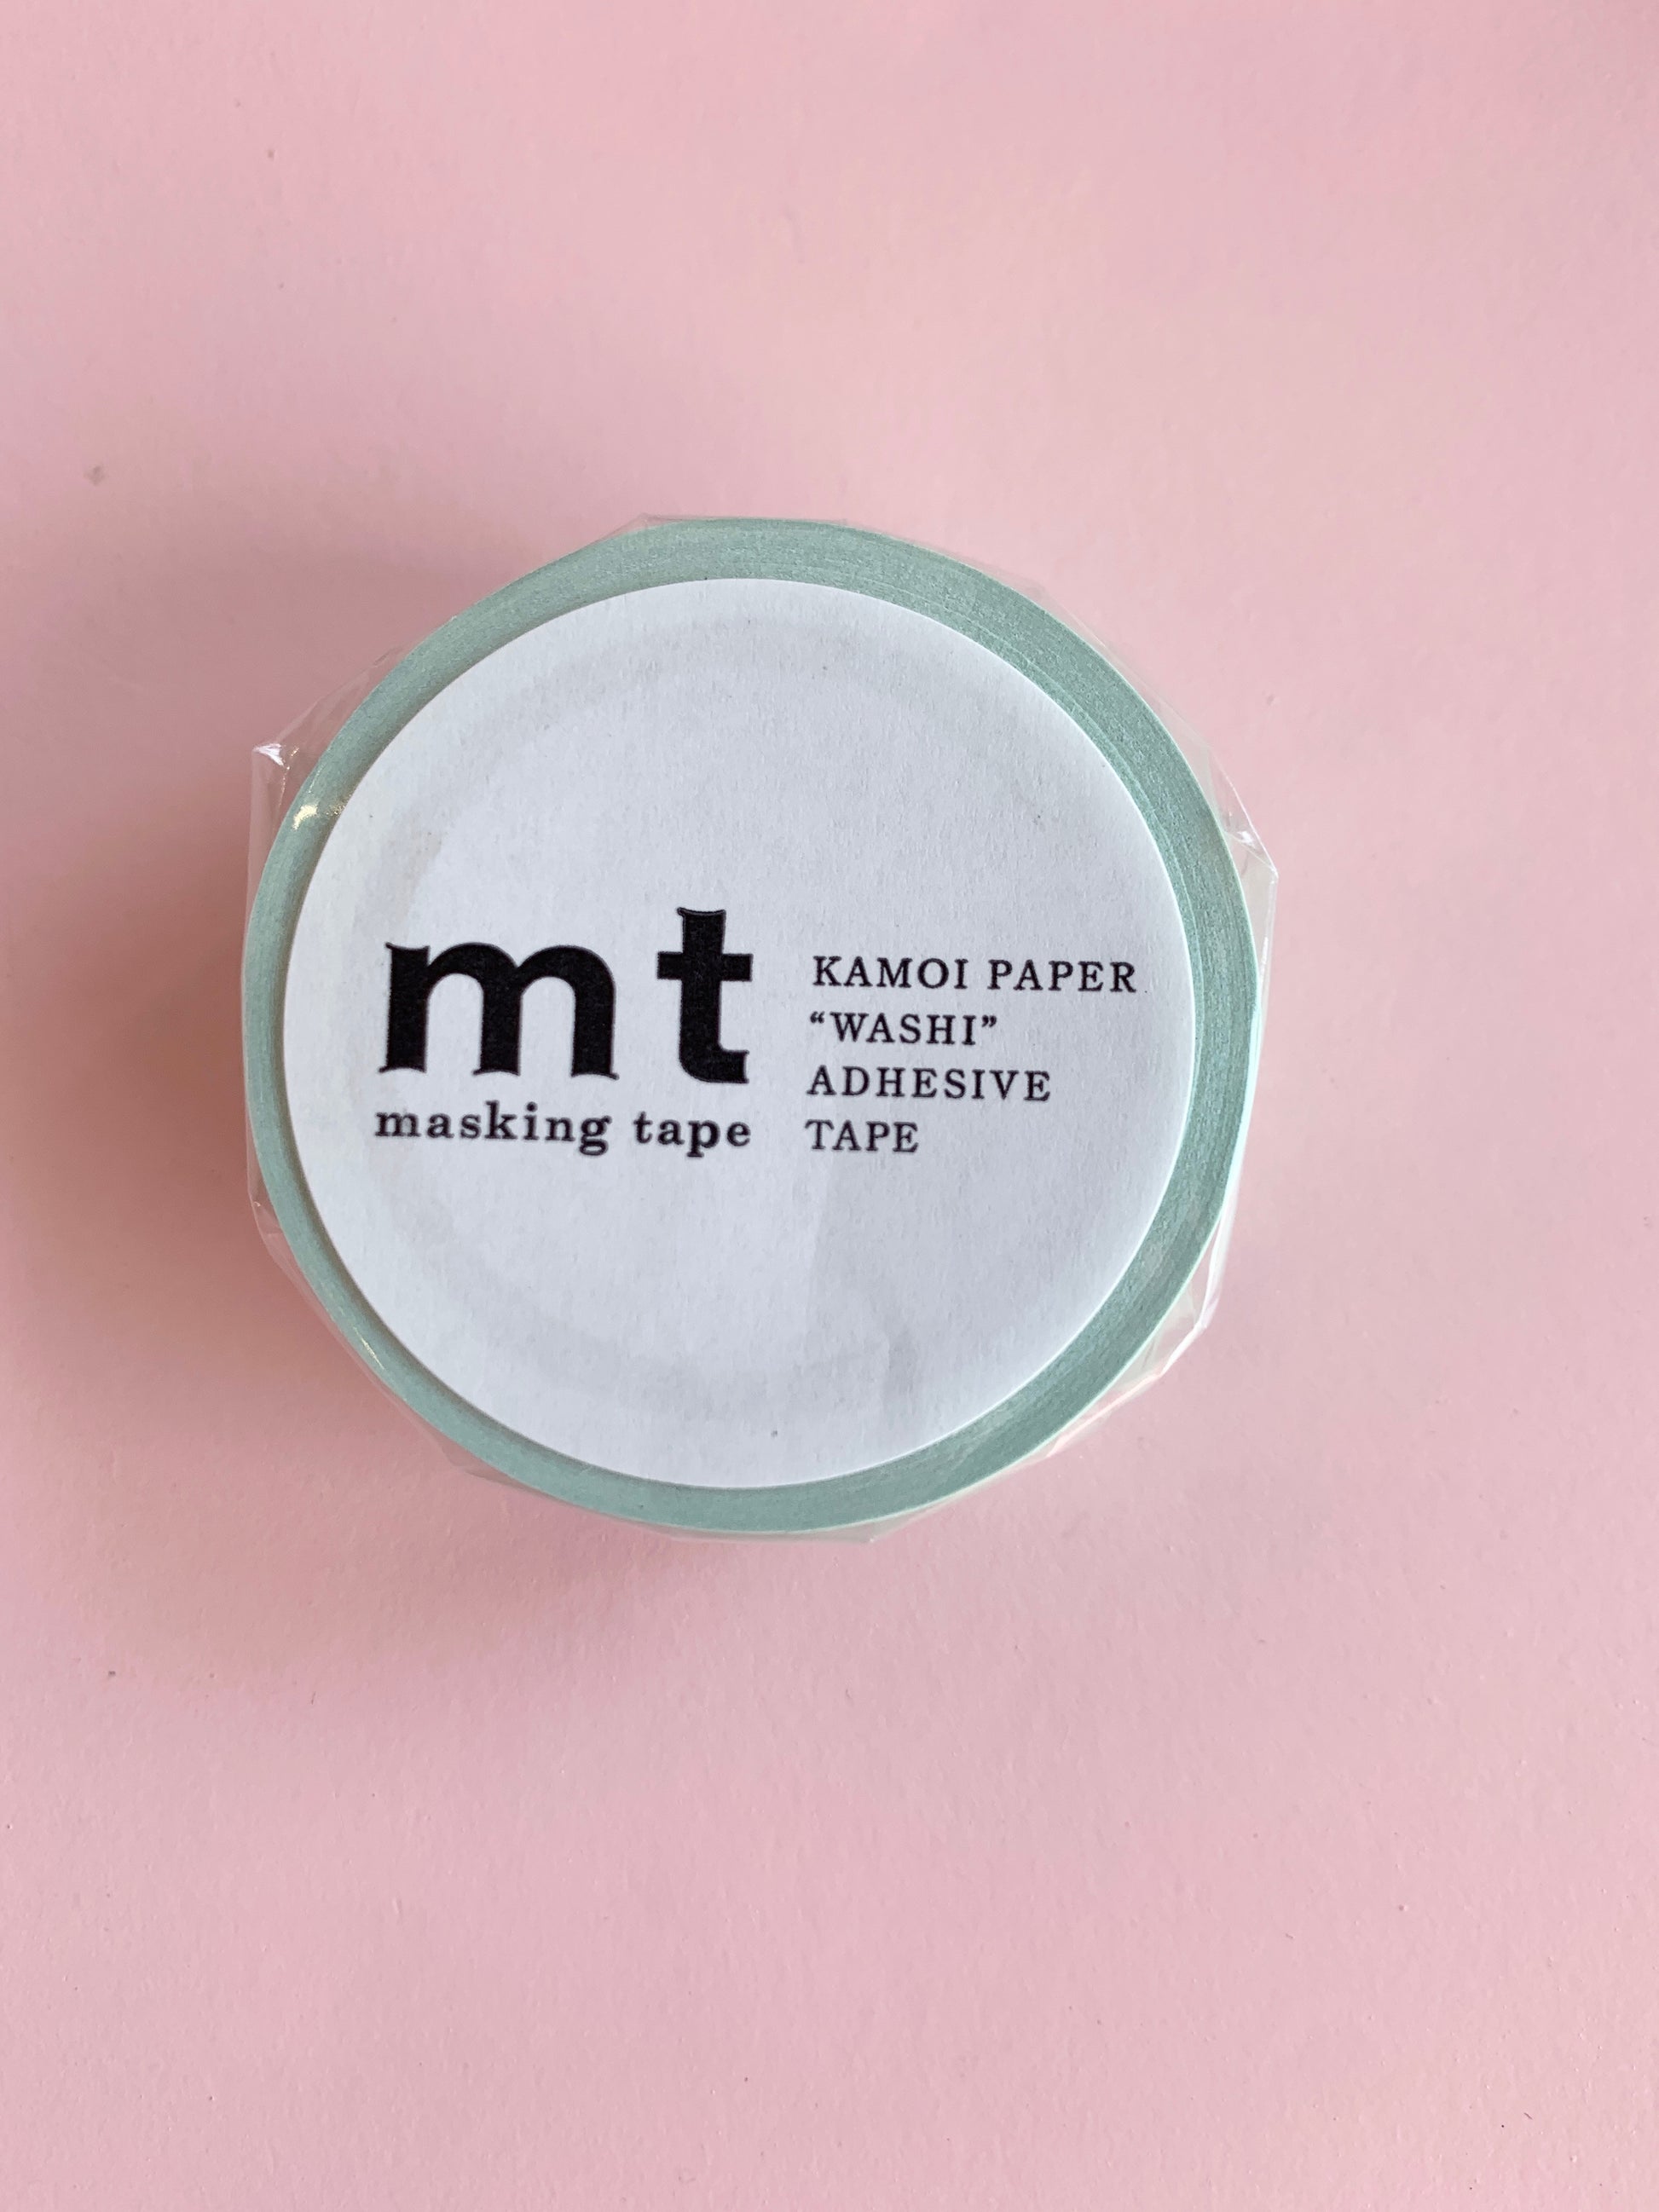 mt
masking tape
KAMOI PAPER
“WASHI”
ADHESIVE
TAPE